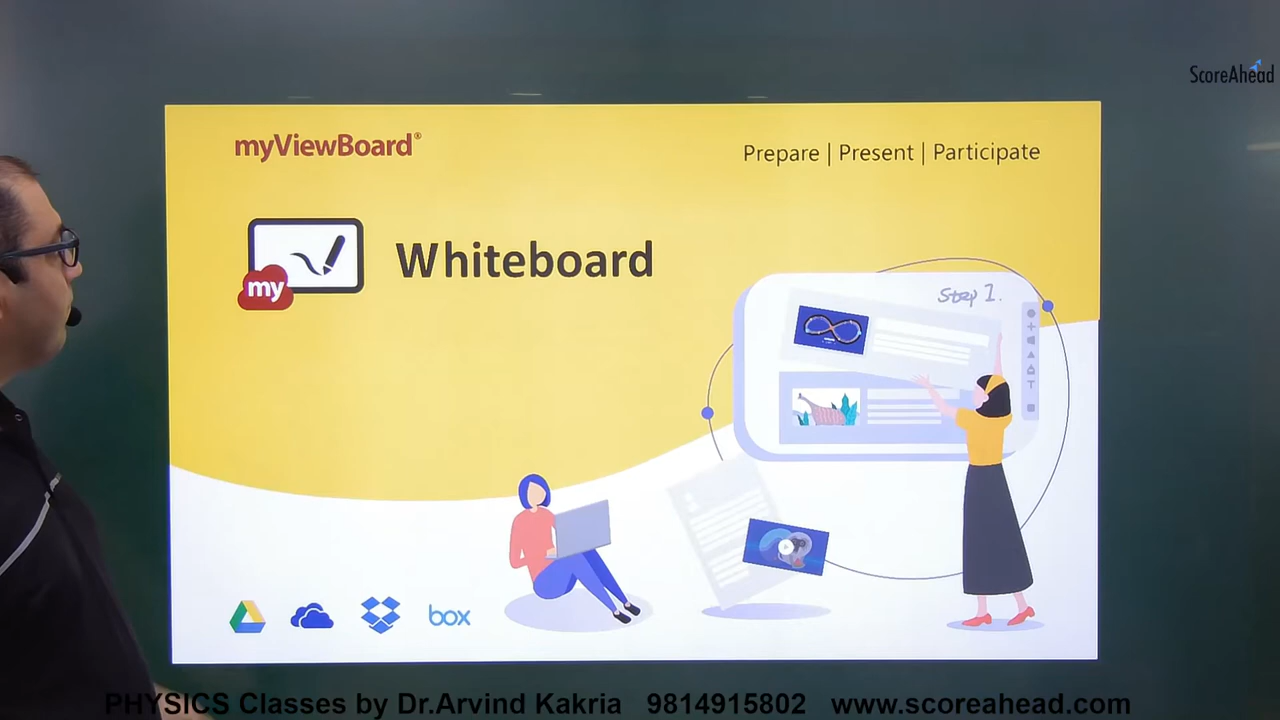 ScoreAhead
myViewBoard®
Prepare | Present | Participate
my
Whiteboard
Step 1.
T
box
PHYSICS Classes by Dr.Arvind Kakria 9814915802 www.scoreahead.com